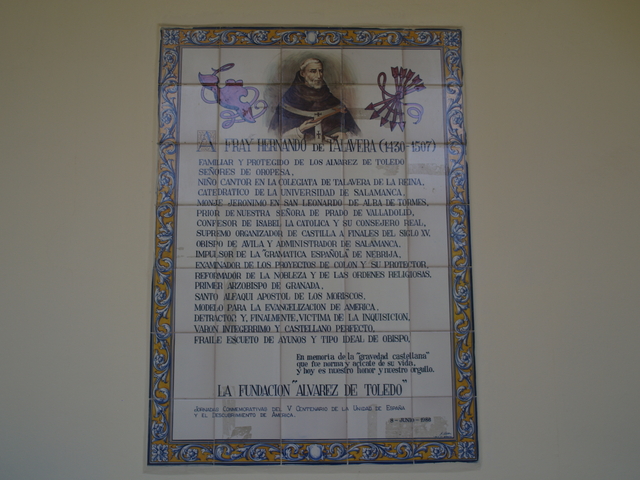 A FRAY HERNANDO DE TALAVERA (1430-1507)
FAMILIAR Y PROTEGIDO DE LOS ALVAREZ DE TOLEDO
SEÑORES DE OROPESA,
NIÑO CANTOR EN LA COLEGIATA DE TALAVERA DE LA REINA,
CATEDRATICO DE LA UNIVERSIDAD DE SALAMANCA,
MONJE JERONIMO EN SAN LEONARDO DE ALBA DE TORMES,
PRIOR DE NUESTRA SEÑORA DE PRADO DE VALLADOLID,
CONFESOR DE ISABEL LA CATOLICA Y SU CONSEJERO REAL,
SUPREMO ORGANIZADOR DE CASTILLA A FINALES DEL SIGLO XV.
OBISPO DE AVILA Y ADMINISTRADOR DE SALAMANCA,
IMPULSOR DE LA "GRAMATICA ESPAÑOLA" DE NEBRIJA,
EXAMINADOR DE LOS PROYECTOS DE COLON Y SU PROTECTOR,
REFORMADOR DE LA NOBLEZA Y DE LAS ORDENES RELIGIOSAS,
PRIMER ARZOBISPO DE GRANADA,
SANTO ALFAQUI APOSTOL DE LOS MORISCOS,
MODELO PARA LA EVANGELIZACION DE AMERICA,
DETRACTOR Y, FINALMENTE, VICTIMA DE LA INQUISICION,
VARON INTEGERRIMO Y CASTELLANO PERFECTO,
FRAILE ESCUETO DE AYUNOS Y TIPO IDEAL DE OBISPO.
En memoria de la "gravedad castellana"
que fue norma y acicate de su vida,
y hoy es nuestro honor y nuestro orgullo.
LA FUNDACION "ALVAREZ DE TOLEDO"
JORNADAS CONMEMORATIVAS DEL V CENTENARIO DE LA UNIDAD DE ESPAÑA
Y EL DESCUBRIMIENTO DE AMERICA.